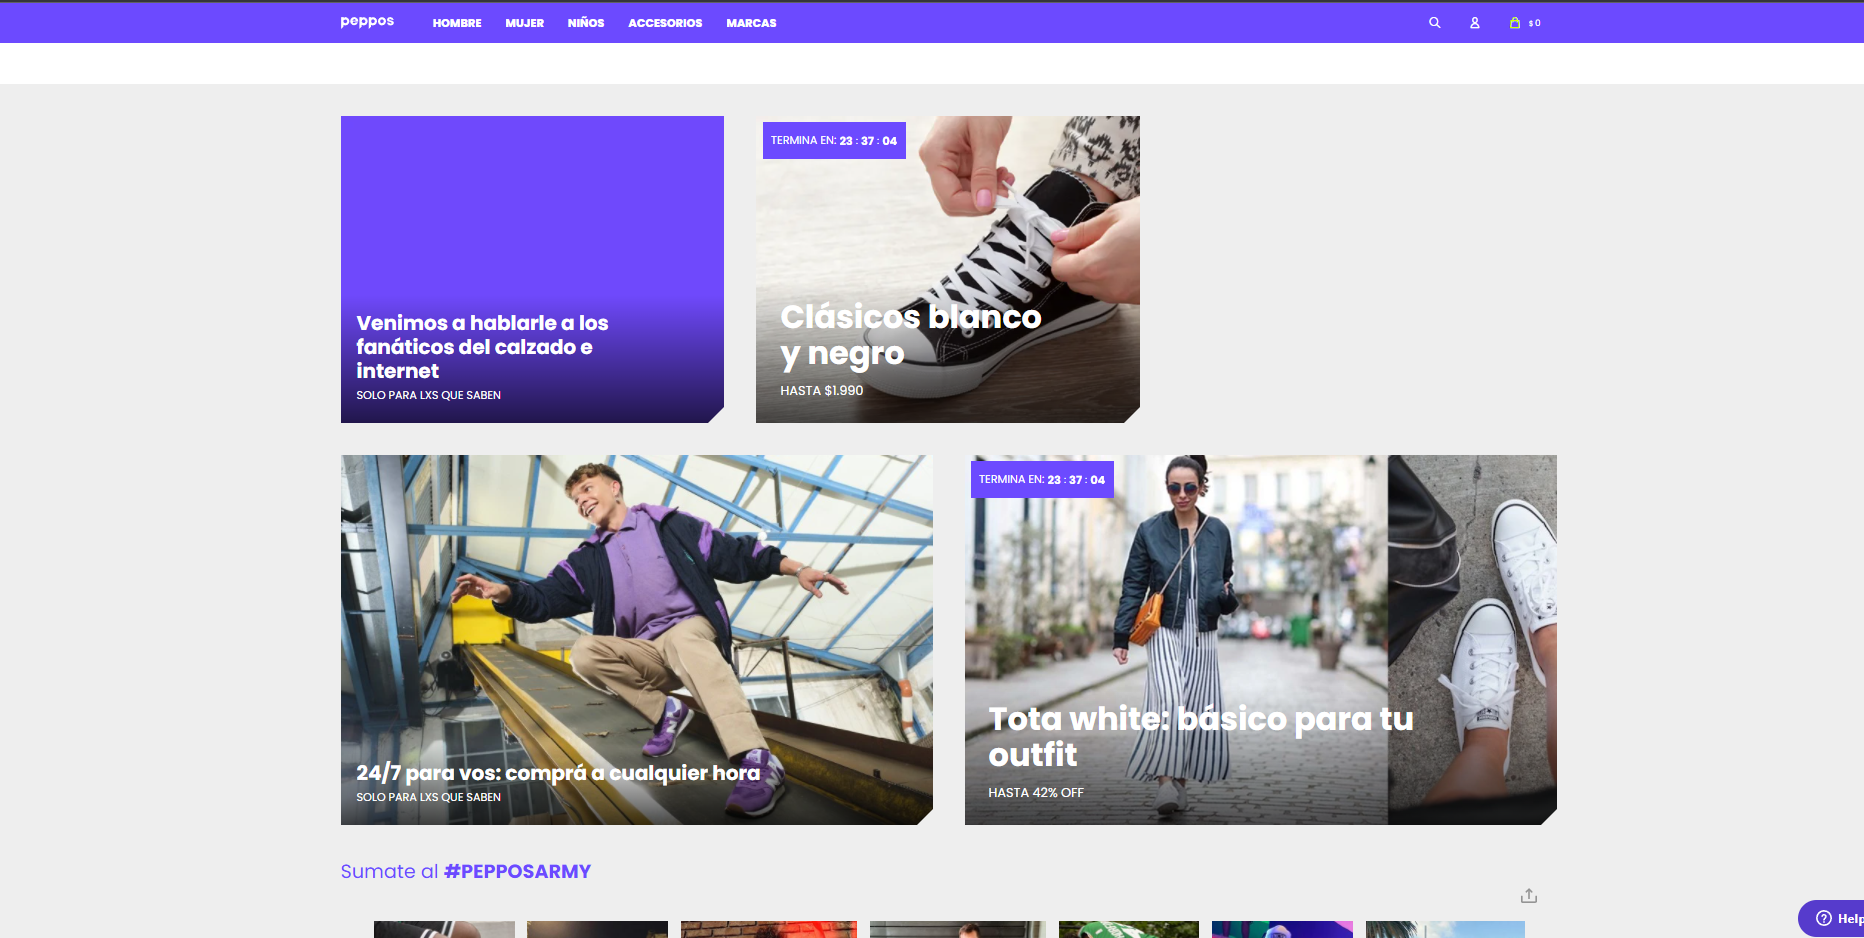 peppos
HOMBRE
MUJER
NIÑOS
ACCESORIOS
MARCAS
$ 0
Venimos a hablarle a los
fanáticos del calzado e
internet
SOLO PARA LXS QUE SABEN
TERMINA EN: 23 : 37 : 04
Clásicos blanco
y negro
HASTA $1.990
24/7 para vos: comprá a cualquier hora
SOLO PARA LXS QUE SABEN
TERMINA EN: 23 : 37 : 04
Tota white: básico para tu
outfit
HASTA 42% OFF
Sumate al #PEPPOSARMY
Help